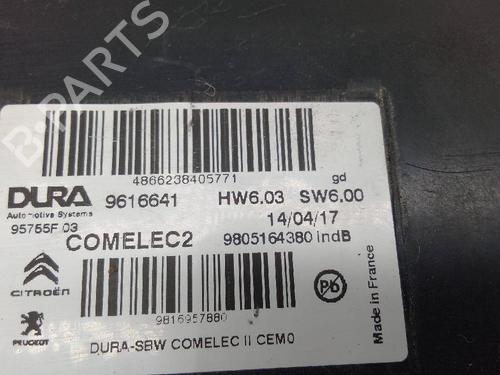 4866238405771 gd
DURA 9616641 HW6.03 SW6.00
Automotive Systems
95755F 03 14/04/17
COMELEC2 9805164380 indB
CITROËN
9816957880
PEUGEOT
DURA-SBW COMELEC II CEM0
Made in France
Pb
B-PARTS